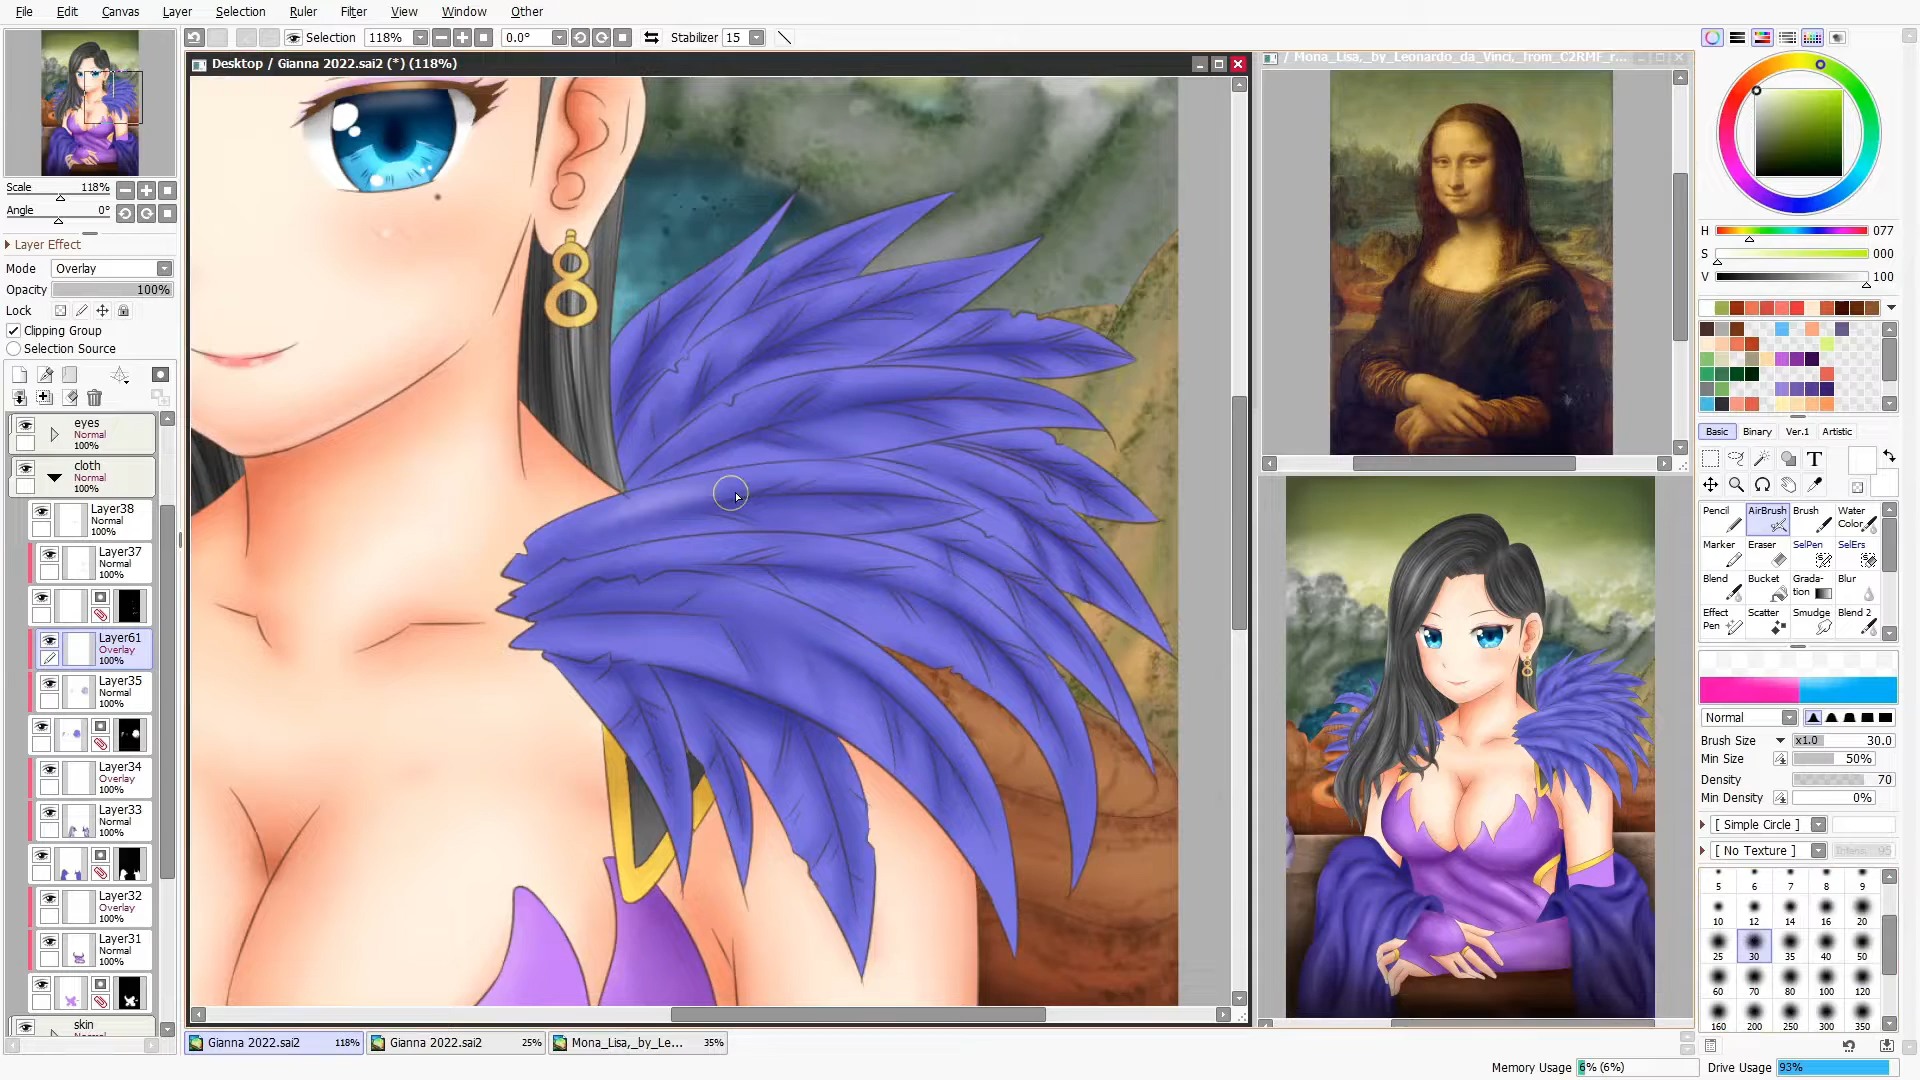 File Edit Canvas Layer Selection Ruler Filter View Window Other
Selection 118% 0.0° Stabilizer 15
Desktop / Gianna 2022.sai2 (*) (118%)
/ Mona_Lisa,_by_Leonardo_da_Vinci,_from_C2RMF_r...
Scale 118%
Angle 0°
Layer Effect
Mode Overlay
Opacity 100%
Lock
Clipping Group
Selection Source
eyes
Normal
100%
cloth
Normal
100%
Layer38
Normal
100%
Layer37
Normal
100%
Layer61
Overlay
100%
Layer35
Normal
100%
Layer34
Overlay
100%
Layer33
Normal
100%
Layer32
Overlay
100%
Layer31
Normal
100%
skin
H 077
S 000
V 100
Basic Binary Ver.1 Artistic
T
Pencil AirBrush Brush Water Color
Marker Eraser SelPen SelErs
Blend Bucket Grada-tion Blur
Effect Pen Scatter Smudge Blend 2
Normal
Brush Size x1.0 30.0
Min Size 50%
Density 70
Min Density 0%
[ Simple Circle ]
[ No Texture ] 95
5 6 7 8 9
10 12 14 16 20
25 30 35 40 50
60 70 80 100 120
160 200 250 300 350
Gianna 2022.sai2 118% Gianna 2022.sai2 25% Mona_Lisa,_by_Le... 35%
Memory Usage 6% (6%) Drive Usage 93%